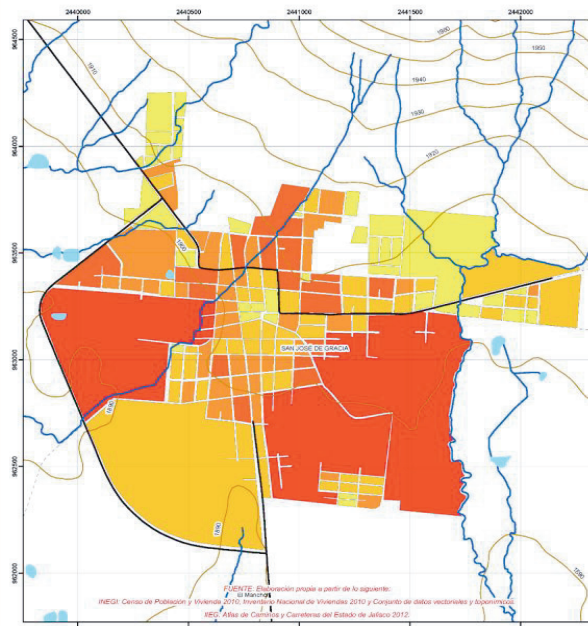 2440000 2440500 2441000 2441500 2442000
964500
964000
963500
963000
962500
962000
1960
1950
1940
1930
1920
1910
1900
SAN JOSÉ DE GRACIA
1890
1890
1890
El Mancho
FUENTE: Elaboración propia a partir de lo siguiente:
INEGI: Censo de Población y Vivienda 2010, Inventario Nacional de Viviendas 2010 y Conjunto de datos vectoriales y topónimicos.
IIEG: Atlas de Caminos y Carreteras del Estado de Jalisco 2012.